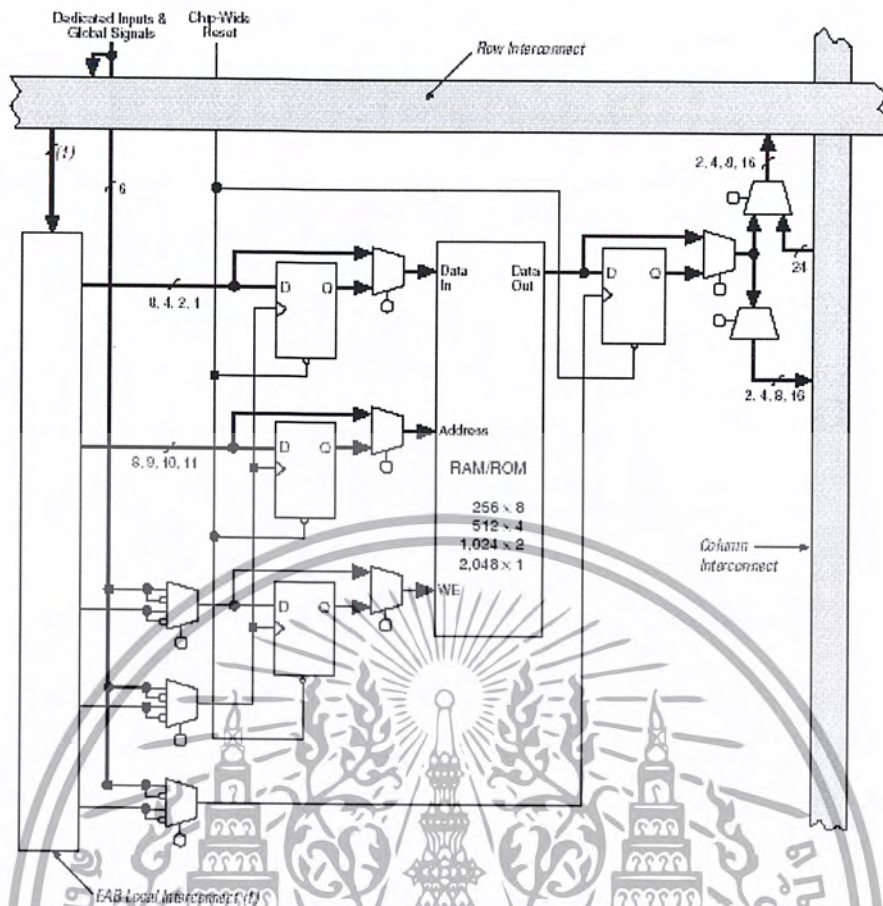 Dedicated Inputs &
Global Signals
Chip-Wide
Reset
Row Interconnect
(1)
6
2, 4, 8, 16
24
D
Q
Data
In
Data
Out
D
Q
8, 4, 2, 1
2, 4, 8, 16
D
Q
Address
8, 9, 10, 11
RAM/ROM
256 × 8
512 × 4
1,024 × 2
2,048 × 1
Column
Interconnect
D
Q
WE
EAB Local Interconnect (1)